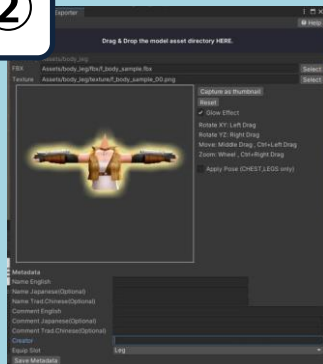 ②
Exporter
Help
Drag & Drop the model asset directory HERE.
Assets/body_leg
FBX Assets/body_leg/fbx/f_body_sample.fbx Select
Texture Assets/body_leg/texture/f_body_sample_00.png Select
Capture as thumbnail
Reset
Glow Effect
Rotate XY: Left Drag
Rotate YZ: Right Drag
Move: Middle Drag , Ctrl+Left Drag
Zoom: Wheel , Ctrl+Right Drag
Apply Pose (CHEST,LEGS only)
Metadata
Name English
Name Japanese(Optional)
Name Trad.Chinese(Optional)
Comment English
Comment Japanese(Optional)
Comment Trad.Chinese(Optional)
Creator
Equip Slot Leg
Save Metadata